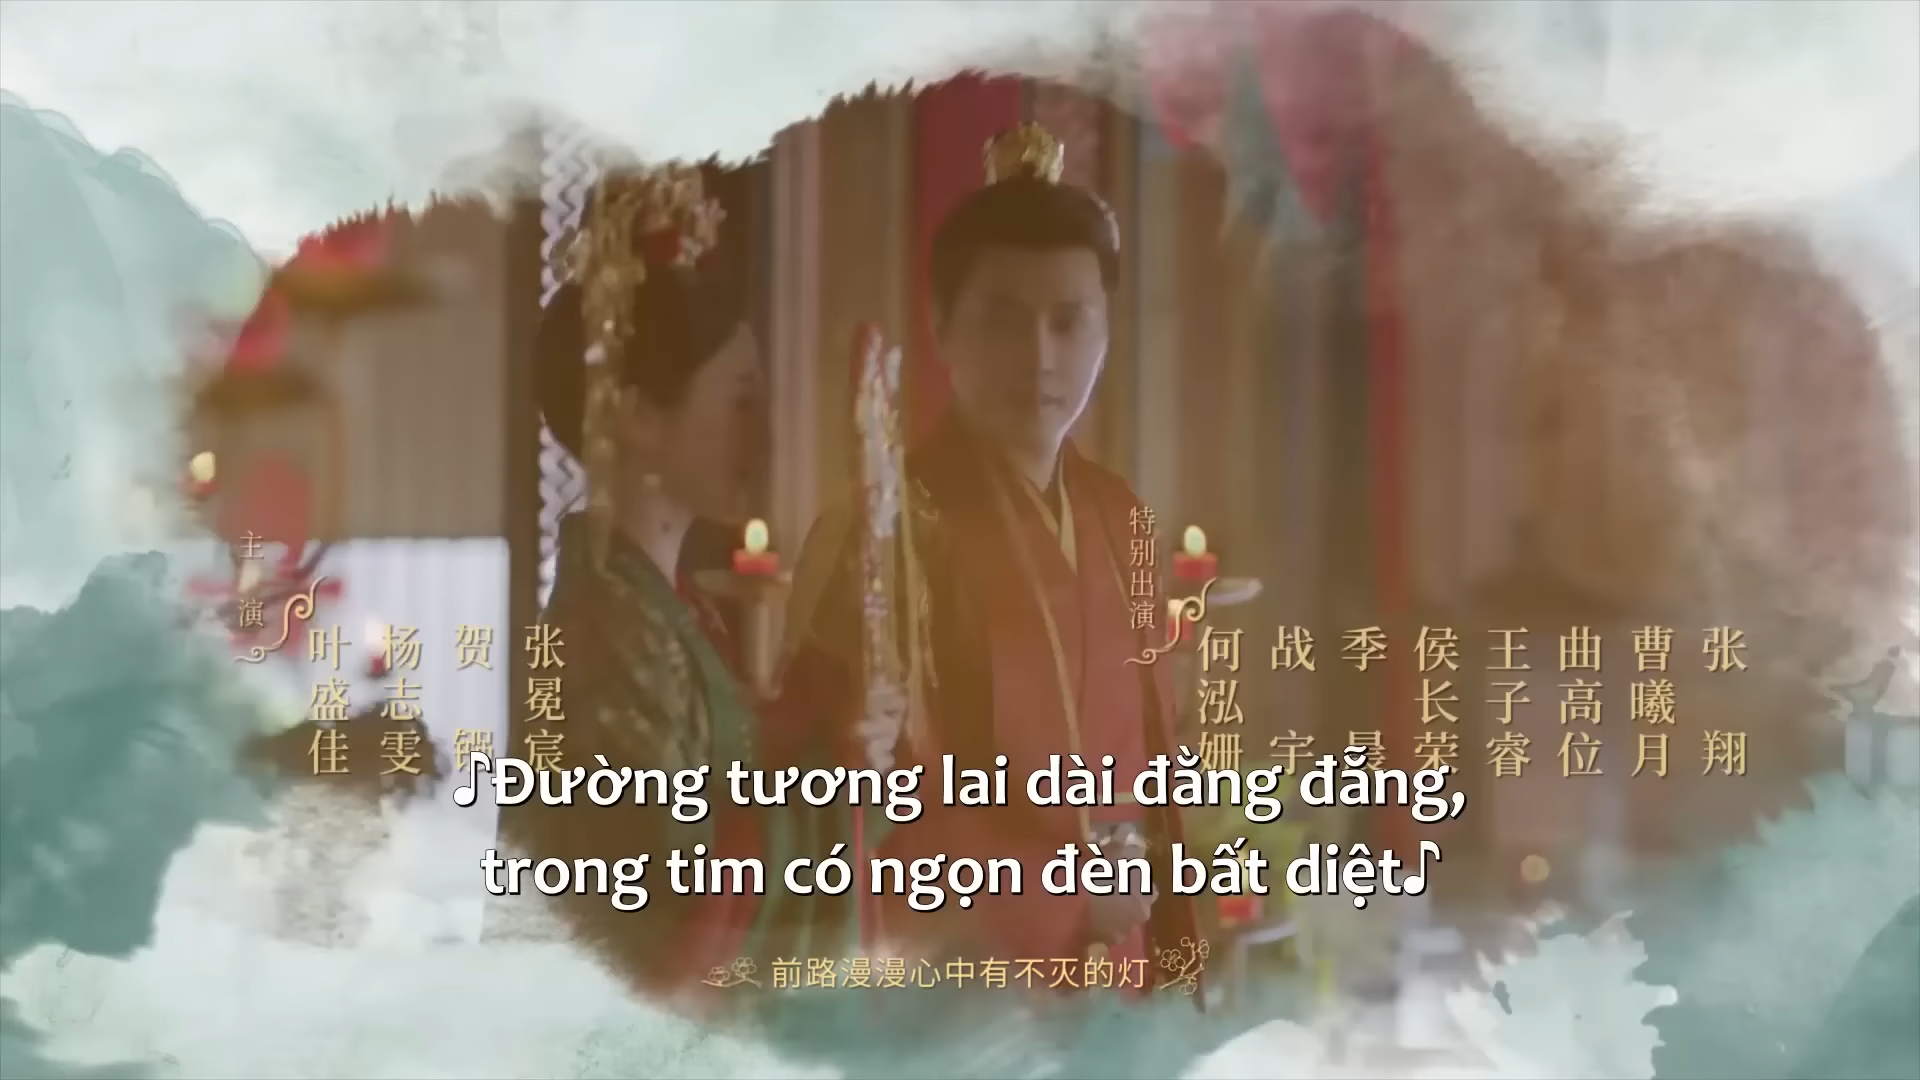 主演
叶盛佳
杨志雯
张冕宸
特别出演
何泓姗
战宇
季晨
侯长荣
王子睿
曲高位
曹曦月
张翔
♪Đường tương lai dài đằng đẵng,
trong tim có ngọn đèn bất diệt♪
前路漫漫心中有不灭的灯